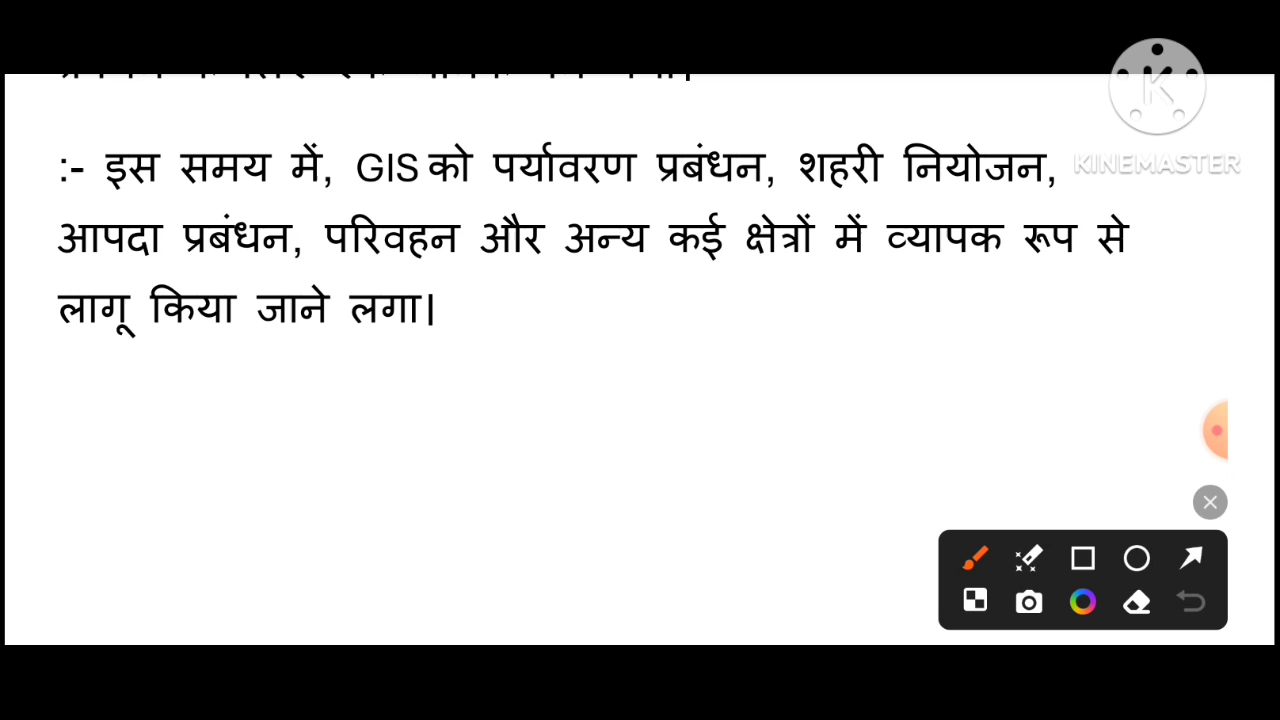 :- इस समय में, GIS को पर्यावरण प्रबंधन, शहरी नियोजन,
आपदा प्रबंधन, परिवहन और अन्य कई क्षेत्रों में व्यापक रूप से
लागू किया जाने लगा।
K
KINEMASTER